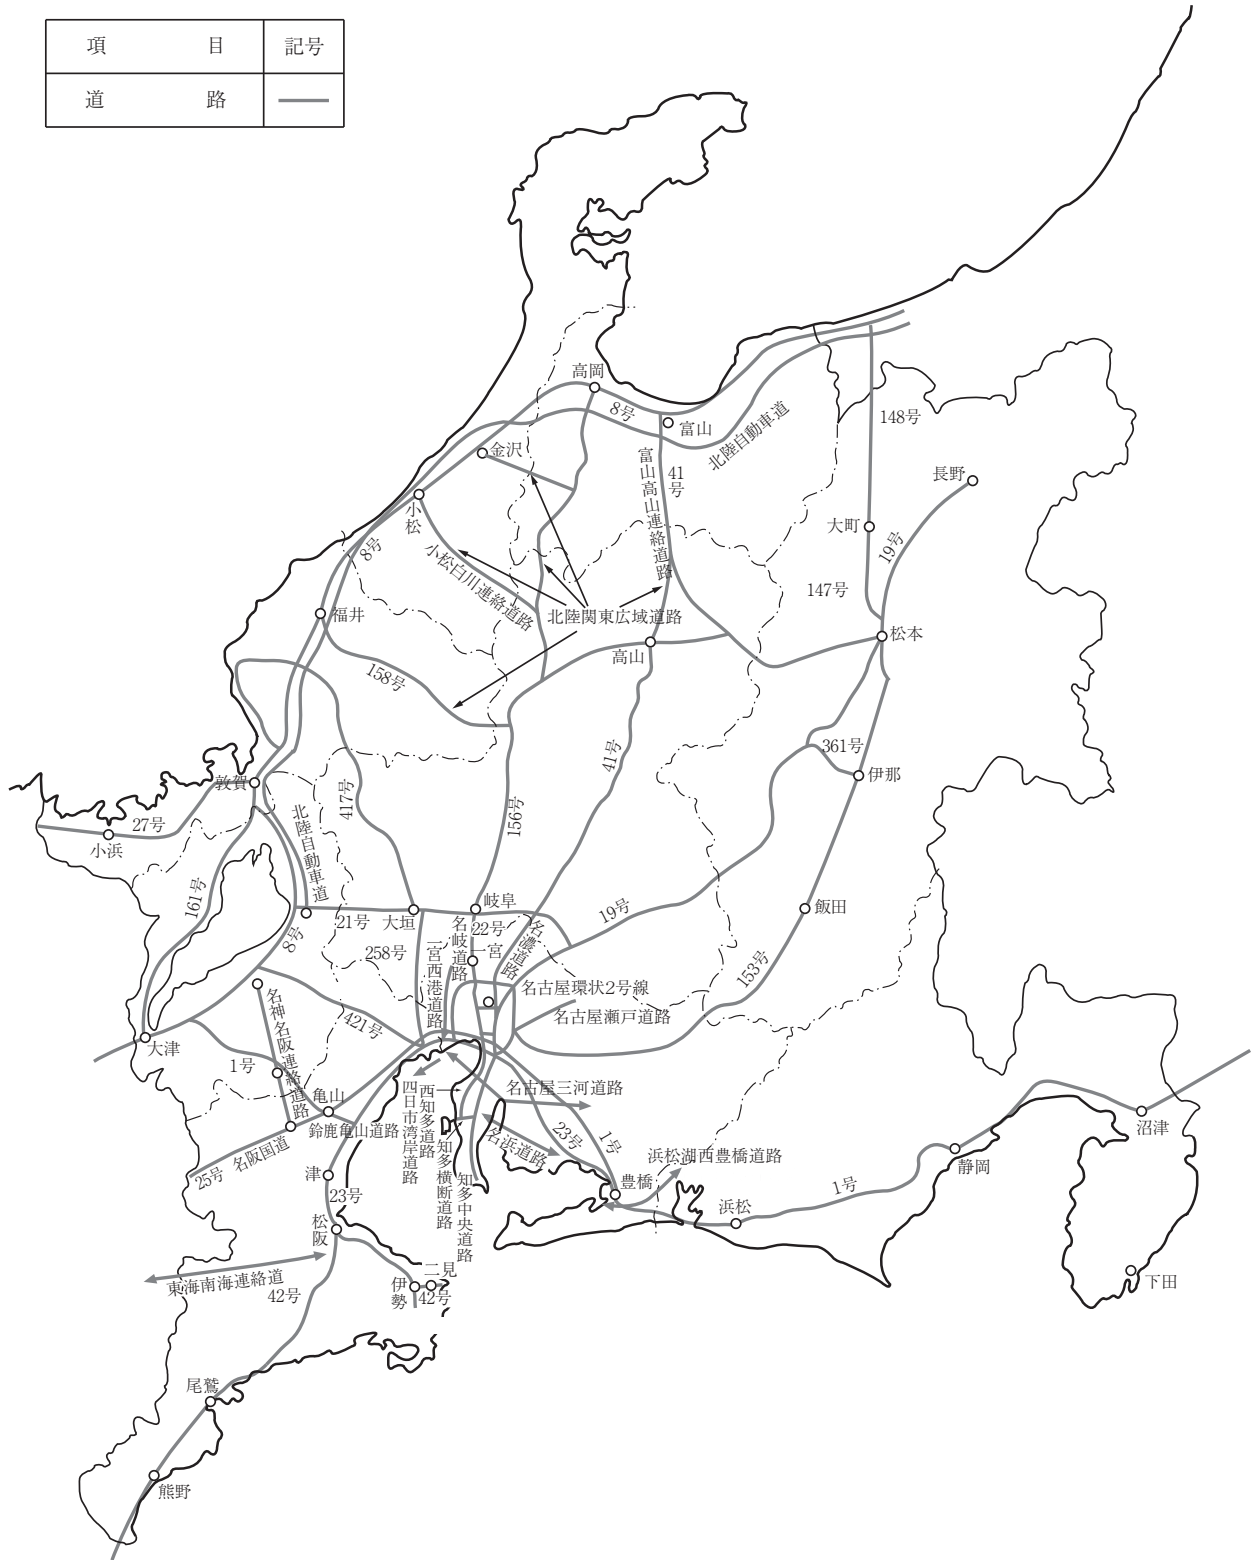 項 目 記号
道 路
高岡
8号
富山
北陸自動車道
148号
金沢
富山高山連絡道路
41号
長野
小松
大町
19号
8号
小松白川連絡道路
147号
福井
北陸関東広域道路
松本
高山
158号
41号
361号
伊那
敦賀
417号
156号
27号
北陸自動車道
小浜
161号
岐阜
21号
大垣
22号
名岐道路
名濃道路
19号
飯田
8号
258号
一宮西港道路
一宮
153号
名古屋環状2号線
名神名阪連絡道路
421号
名古屋瀬戸道路
大津
1号
亀山
名古屋三河道路
四日市湾岸道路
西知多道路
鈴鹿亀山道路
名浜道路
23号
1号
沼津
名阪国道
25号
津
知多横断道路
知多中央道路
浜松湖西豊橋道路
静岡
23号
豊橋
1号
松阪
浜松
二見
伊勢
42号
東海南海連絡道
42号
下田
尾鷲
熊野